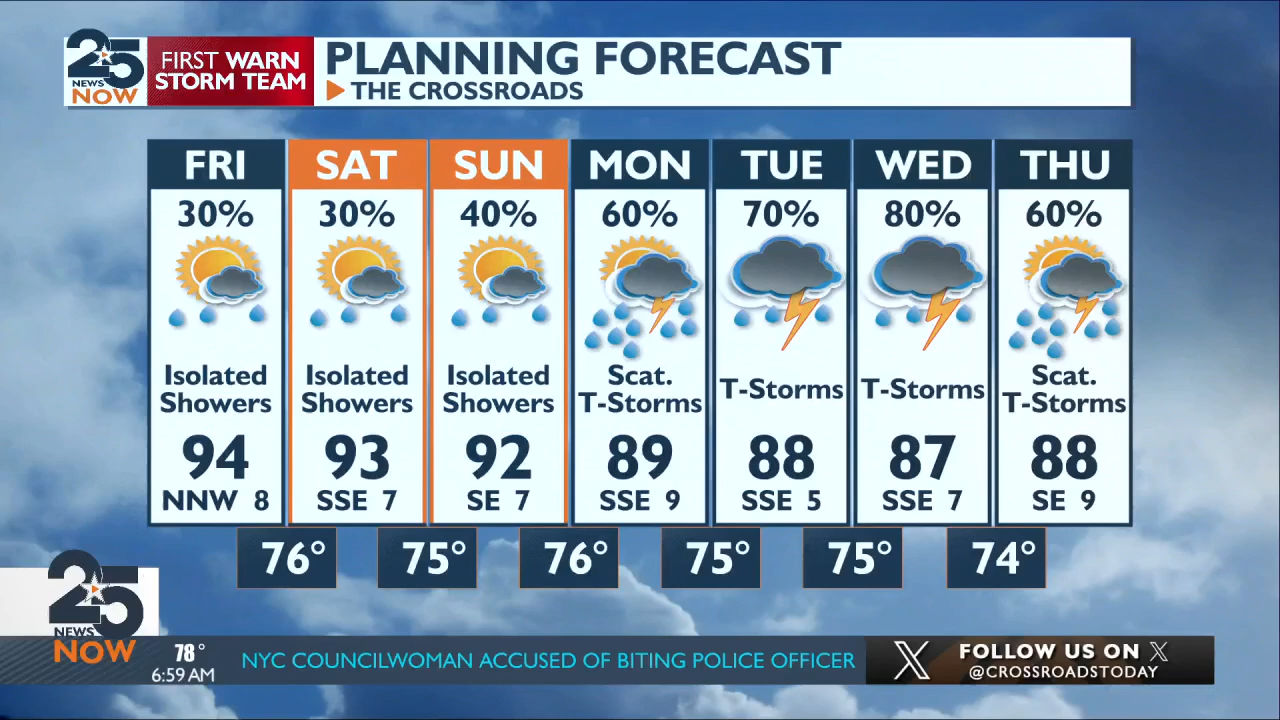 25
NEWS
NOW
FIRST WARN
STORM TEAM
PLANNING FORECAST
THE CROSSROADS
FRI SAT SUN MON TUE WED THU
30% 30% 40% 60% 70% 80% 60%
Isolated Showers
Isolated Showers
Isolated Showers
Scat. T-Storms
T-Storms
T-Storms
Scat. T-Storms
94 93 92 89 88 87 88
NNW 8 SSE 7 SE 7 SSE 9 SSE 5 SSE 7 SE 9
76° 75° 76° 75° 75° 74°
25
NEWS
NOW
78°
6:59 AM
NYC COUNCILWOMAN ACCUSED OF BITING POLICE OFFICER
X
FOLLOW US ON X
@CROSSROADSTODAY